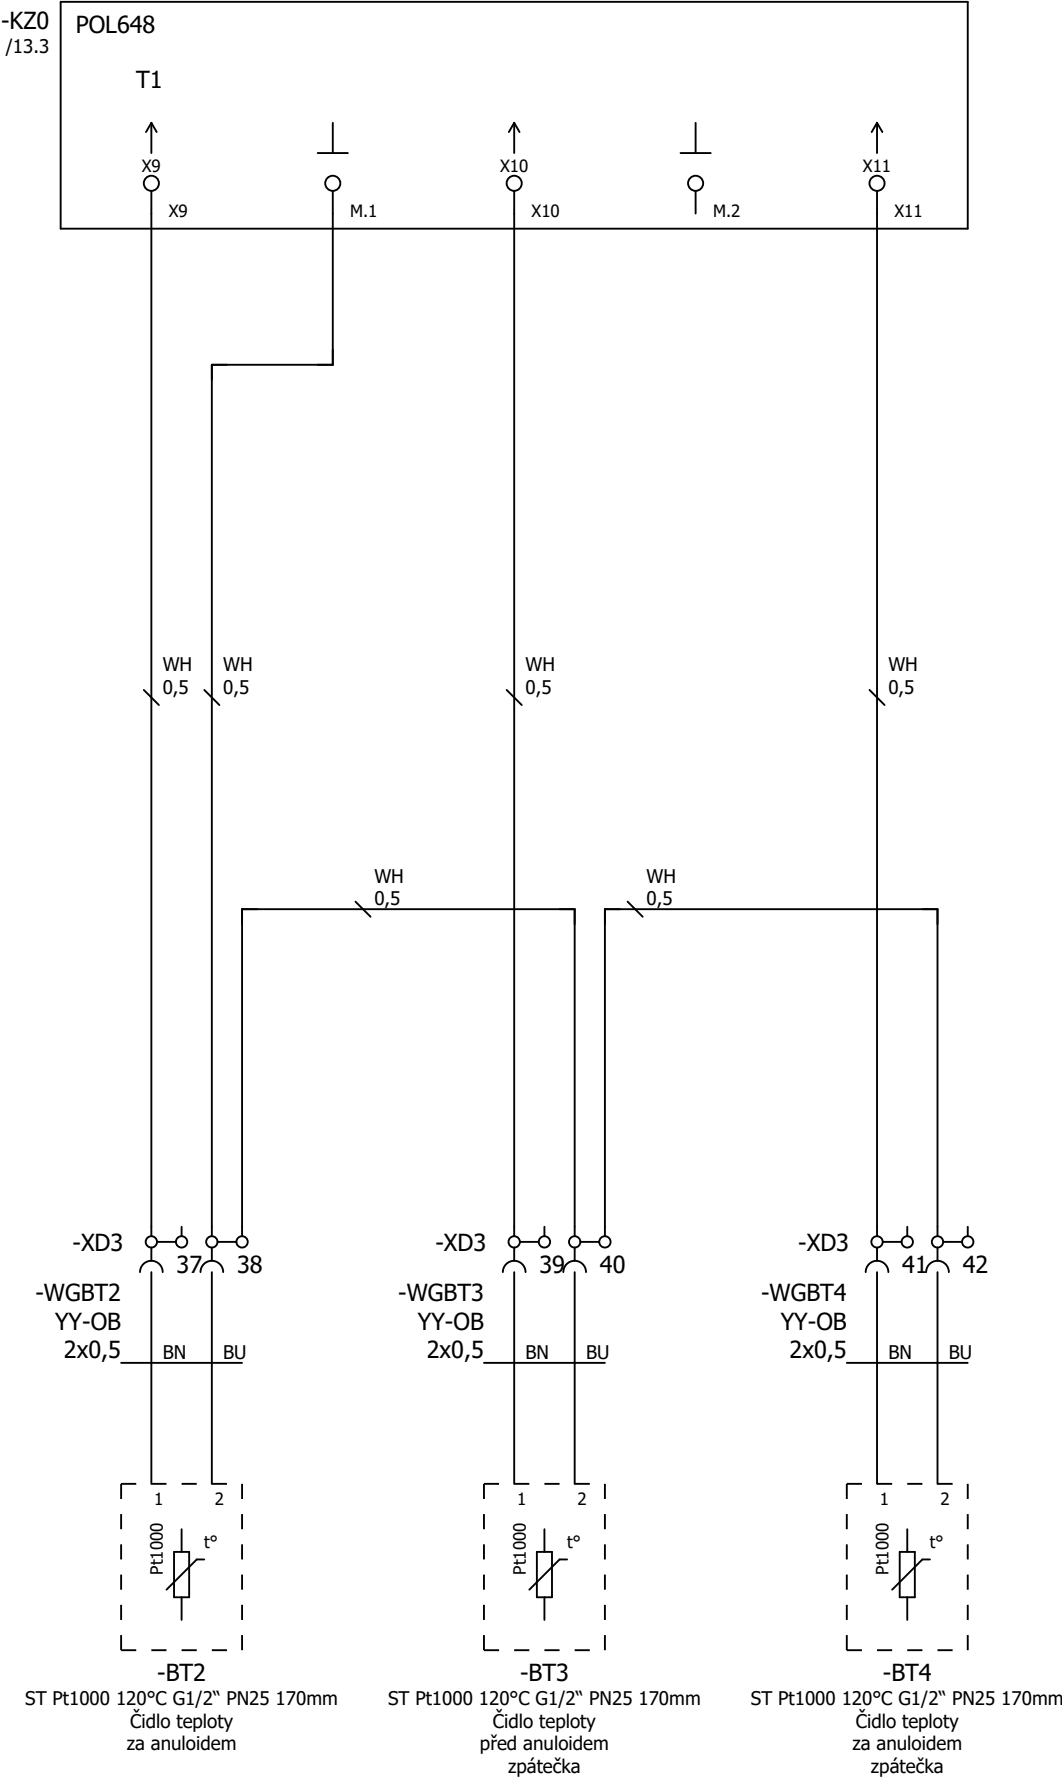 -KZ0
/13.3
POL648
T1
X9
X10
X11
X9
M.1
X10
M.2
X11
WH
0,5
WH
0,5
WH
0,5
WH
0,5
WH
0,5
WH
0,5
-XD3
37
38
-WGBT2
YY-OB
2x0,5
BN
BU
-XD3
39
40
-WGBT3
YY-OB
2x0,5
BN
BU
-XD3
41
42
-WGBT4
YY-OB
2x0,5
BN
BU
1
2
Pt1000
t°
-BT2
ST Pt1000 120°C G1/2“ PN25 170mm
Čidlo teploty
za anuloidem
1
2
Pt1000
t°
-BT3
ST Pt1000 120°C G1/2“ PN25 170mm
Čidlo teploty
před anuloidem
zpátečka
1
2
Pt1000
t°
-BT4
ST Pt1000 120°C G1/2“ PN25 170mm
Čidlo teploty
za anuloidem
zpátečka